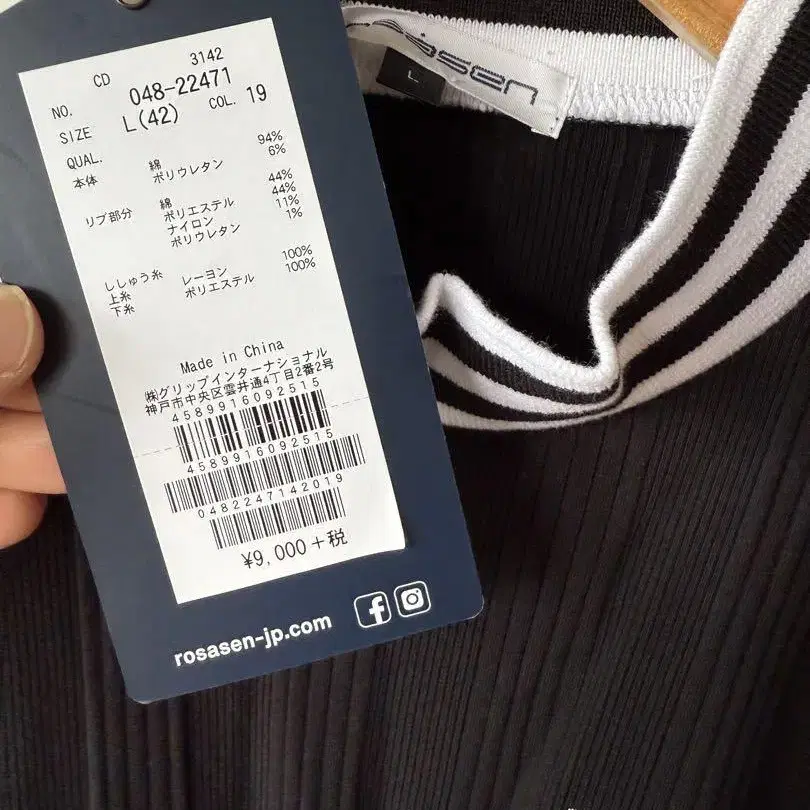 CD 3142
NO. 048-22471
SIZE L(42) COL. 19
QUAL.
本体 綿 94%
ポリウレタン 6%
リブ部分 綿 44%
ポリエステル 44%
ナイロン 11%
ポリウレタン 1%
ししゅう糸
上糸 レーヨン 100%
下糸 ポリエステル 100%
Made in China
㈱グリップインターナショナル
神戸市中央区雲井通4丁目2番2号
4589916092515
4589916092515
0482247142019
¥9,000+税
rosasen-jp.com
rosasen
L